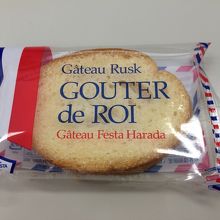 Gâteau Rusk
GOUTER
de ROI
Gâteau Festa Harada